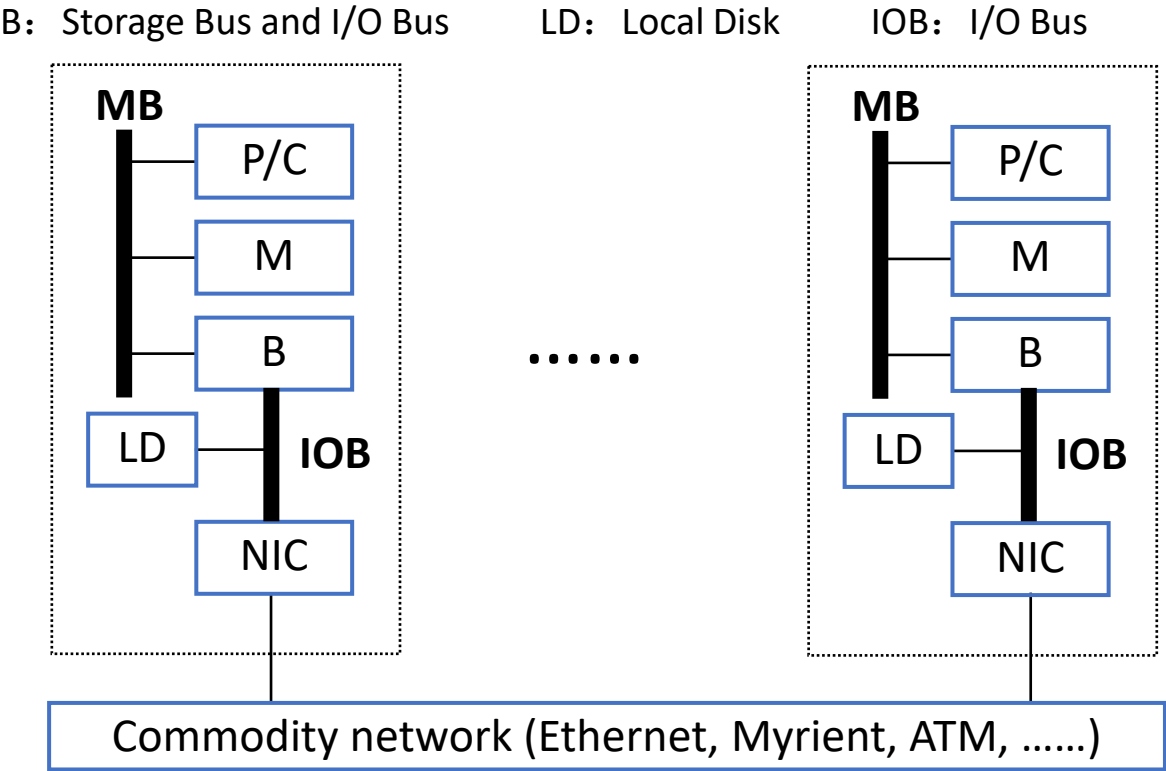 B： Storage Bus and I/O Bus LD： Local Disk IOB： I/O Bus
MB MB
P/C P/C
M M
B …… B
LD IOB LD IOB
NIC NIC
Commodity network (Ethernet, Myrient, ATM, ……)